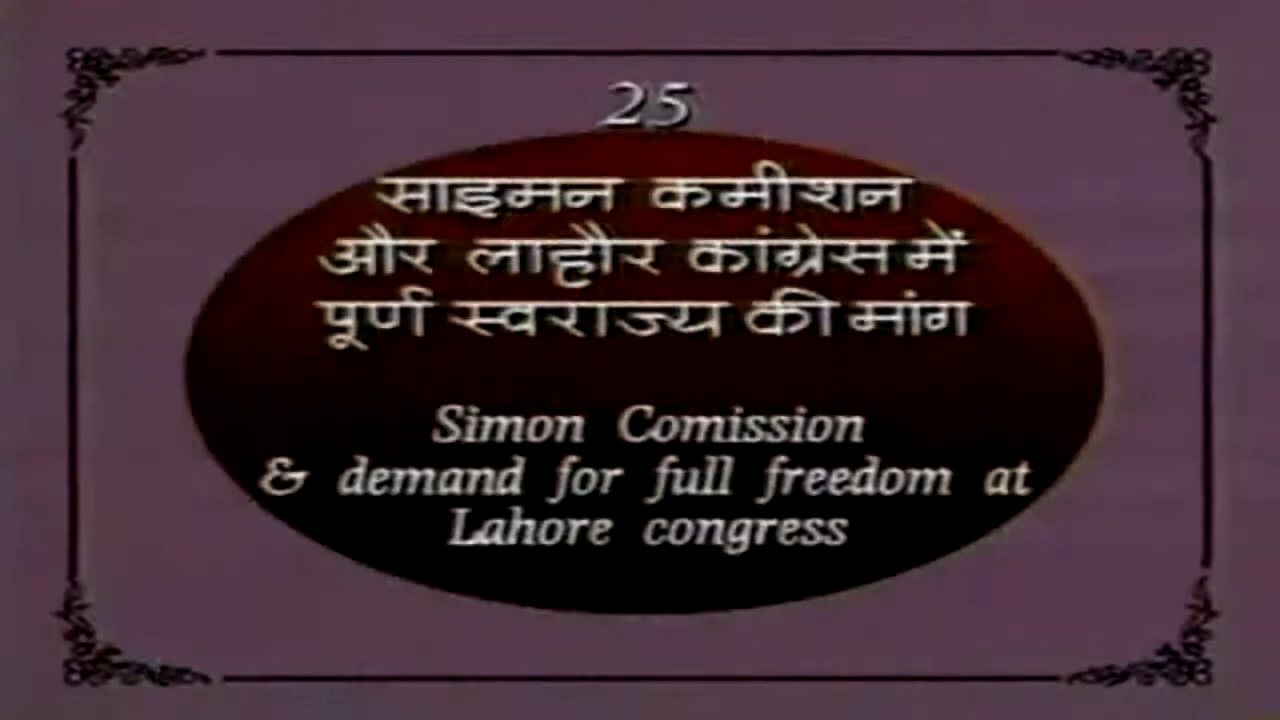 25
साइमन कमीशन
और लाहौर कांग्रेस में
पूर्ण स्वराज्य की मांग
Simon Comission
& demand for full freedom at
Lahore congress